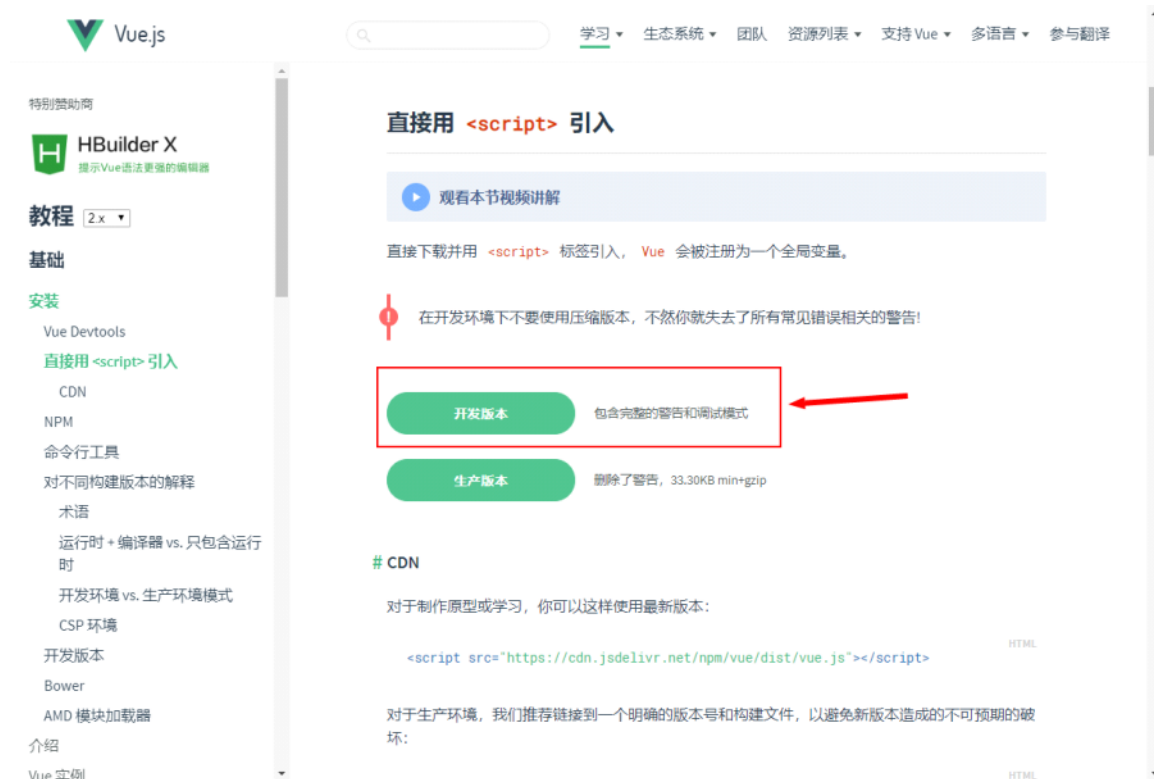 Vue.js
学习 生态系统 团队 资源列表 支持 Vue 多语言 参与翻译
特别赞助商
HBuilder X
提示Vue语法更强的编辑器
教程 2.x
基础
安装
Vue Devtools
直接用 <script> 引入
CDN
NPM
命令行工具
对不同构建版本的解释
术语
运行时 + 编译器 vs. 只包含运行
时
开发环境 vs. 生产环境模式
CSP 环境
开发版本
Bower
AMD 模块加载器
介绍
Vue 实例
直接用 <script> 引入
观看本节视频讲解
直接下载并用 <script> 标签引入，Vue 会被注册为一个全局变量。
在开发环境下不要使用压缩版本，不然你就失去了所有常见错误相关的警告!
开发版本 包含完整的警告和调试模式
生产版本 删除了警告，33.30KB min+gzip
# CDN
对于制作原型或学习，你可以这样使用最新版本：
HTML
<script src="https://cdn.jsdelivr.net/npm/vue/dist/vue.js"></script>
对于生产环境，我们推荐链接到一个明确的版本号和构建文件，以避免新版本造成的不可预期的破
坏：
HTML